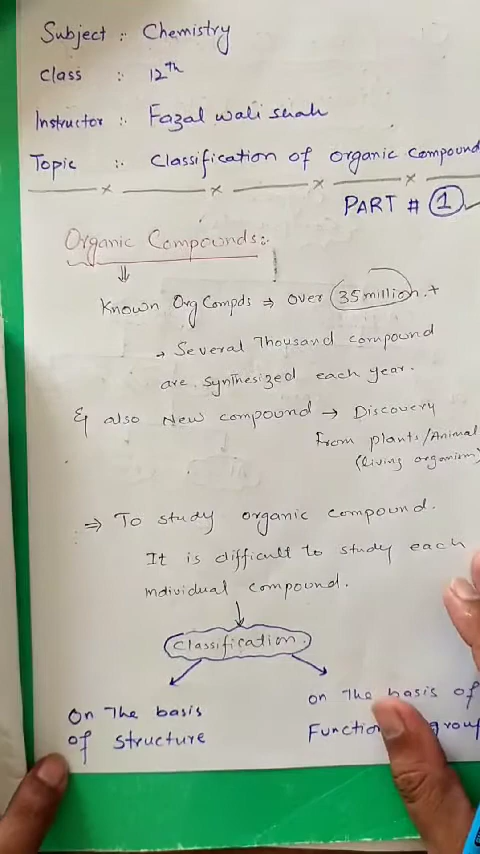 Subject :. Chemistry
Class :. 12th
Instructor :. Fazal wali shah
Topic :. Classification of organic compound
PART # 1
Organic Compounds:.
Known Org Compds ⇒ over 35 million.+
→ Several Thousand compound
are synthesized each year.
& also New compound → Discovery
from plants/Animal
(living organism)
⇒ To study organic compound.
It is difficult to study each
individual compound.
Classification.
On The basis
of structure
on The basis of
Function group